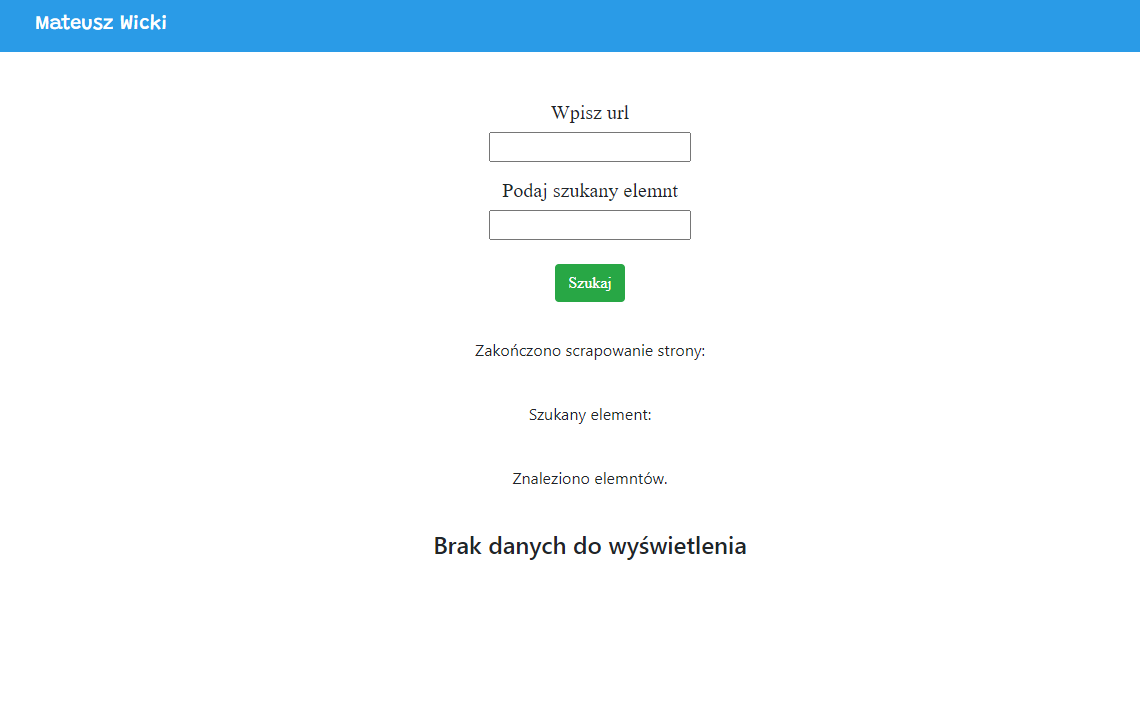 Mateusz Wicki
Wpisz url
Podaj szukany elemnt
Szukaj
Zakończono scrapowanie strony:
Szukany element:
Znaleziono elemntów.
Brak danych do wyświetlenia